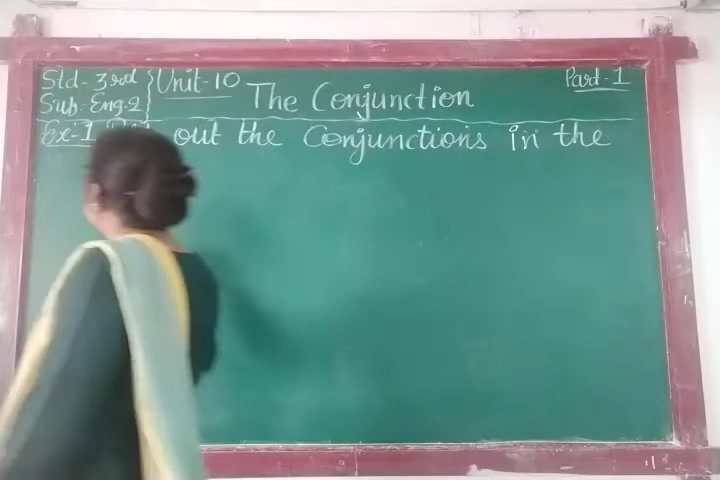 Std- 3rd Unit-10 Part-1
Sub- Eng-2 The Conjunction
Ex-1 out the Conjunctions in the